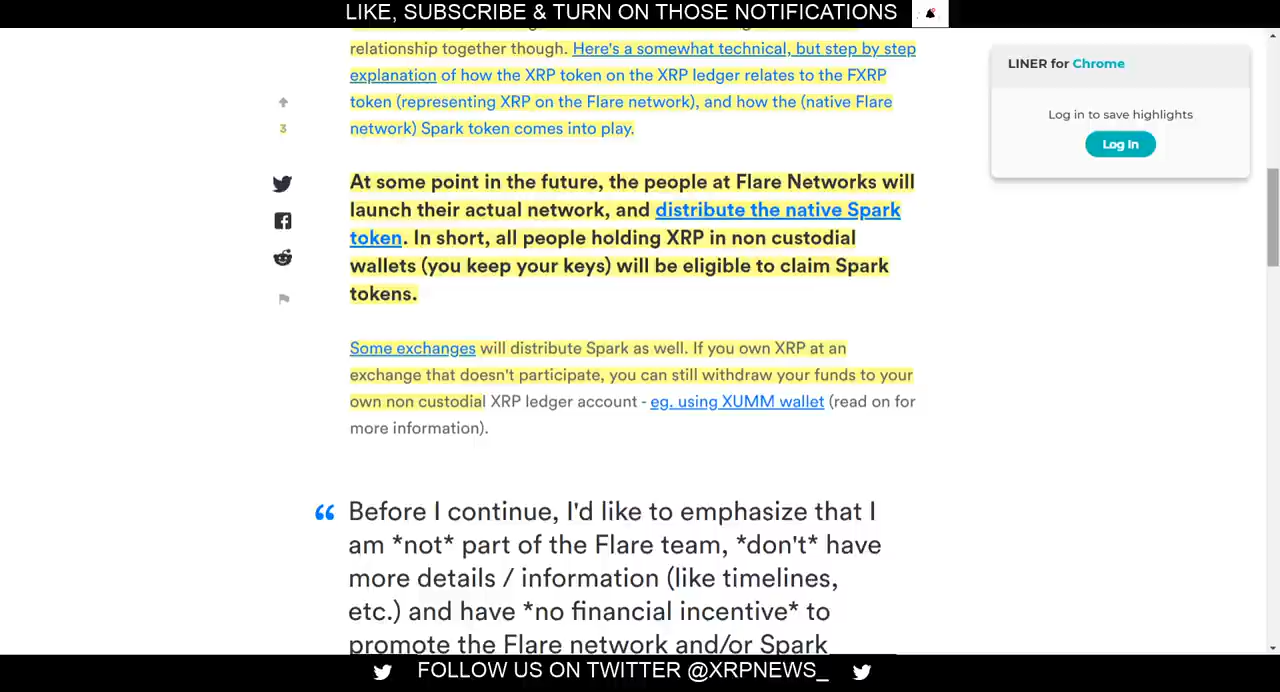 LIKE, SUBSCRIBE & TURN ON THOSE NOTIFICATIONS
relationship together though. Here's a somewhat technical, but step by step
explanation of how the XRP token on the XRP ledger relates to the FXRP
token (representing XRP on the Flare network), and how the (native Flare
network) Spark token comes into play.
3
At some point in the future, the people at Flare Networks will
launch their actual network, and distribute the native Spark
token. In short, all people holding XRP in non custodial
wallets (you keep your keys) will be eligible to claim Spark
tokens.
Some exchanges will distribute Spark as well. If you own XRP at an
exchange that doesn't participate, you can still withdraw your funds to your
own non custodial XRP ledger account - eg. using XUMM wallet (read on for
more information).
“ Before I continue, I'd like to emphasize that I
am *not* part of the Flare team, *don't* have
more details / information (like timelines,
etc.) and have *no financial incentive* to
promote the Flare network and/or Spark
LINER for Chrome
Log in to save highlights
Log In
FOLLOW US ON TWITTER @XRPNEWS_